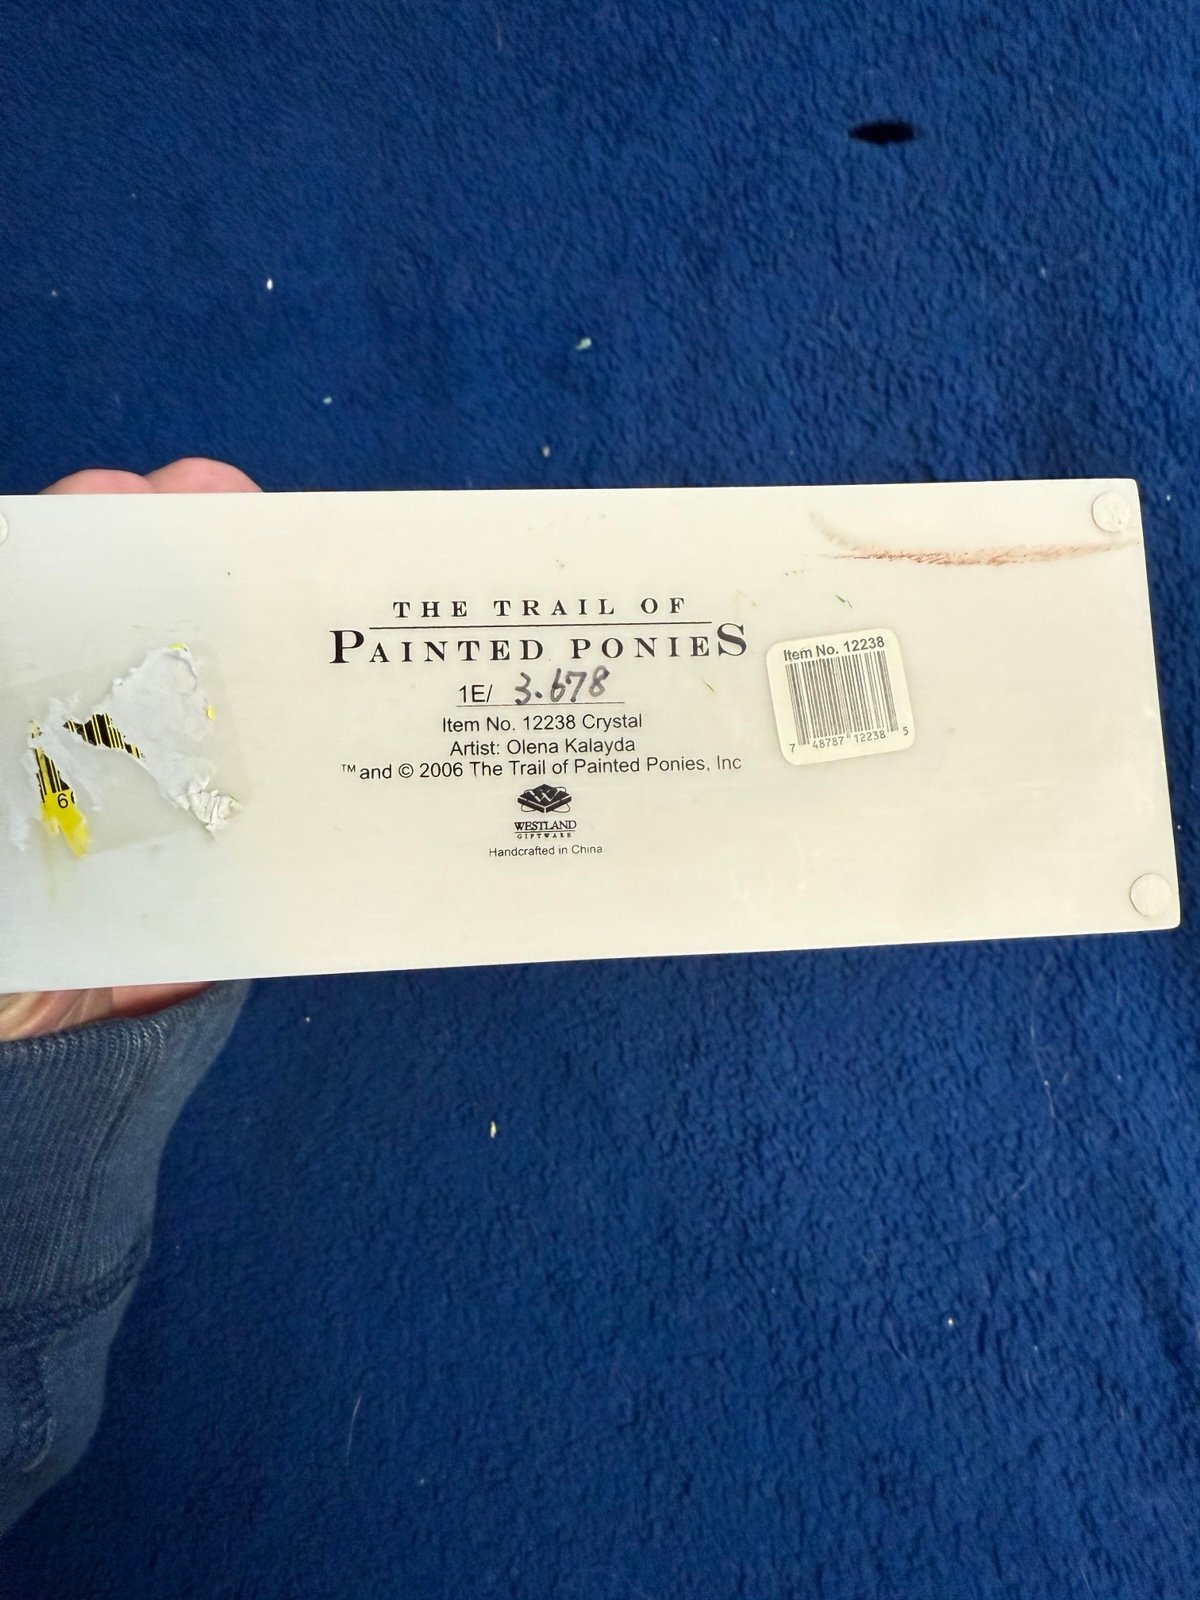 THE TRAIL OF
PAINTED PONIES
1E/ 3.678
Item No. 12238 Crystal
Artist: Olena Kalayda
™ and © 2006 The Trail of Painted Ponies, Inc
WESTLAND
GIFTWARE
Handcrafted in China
Item No. 12238
7 48787 12238 5